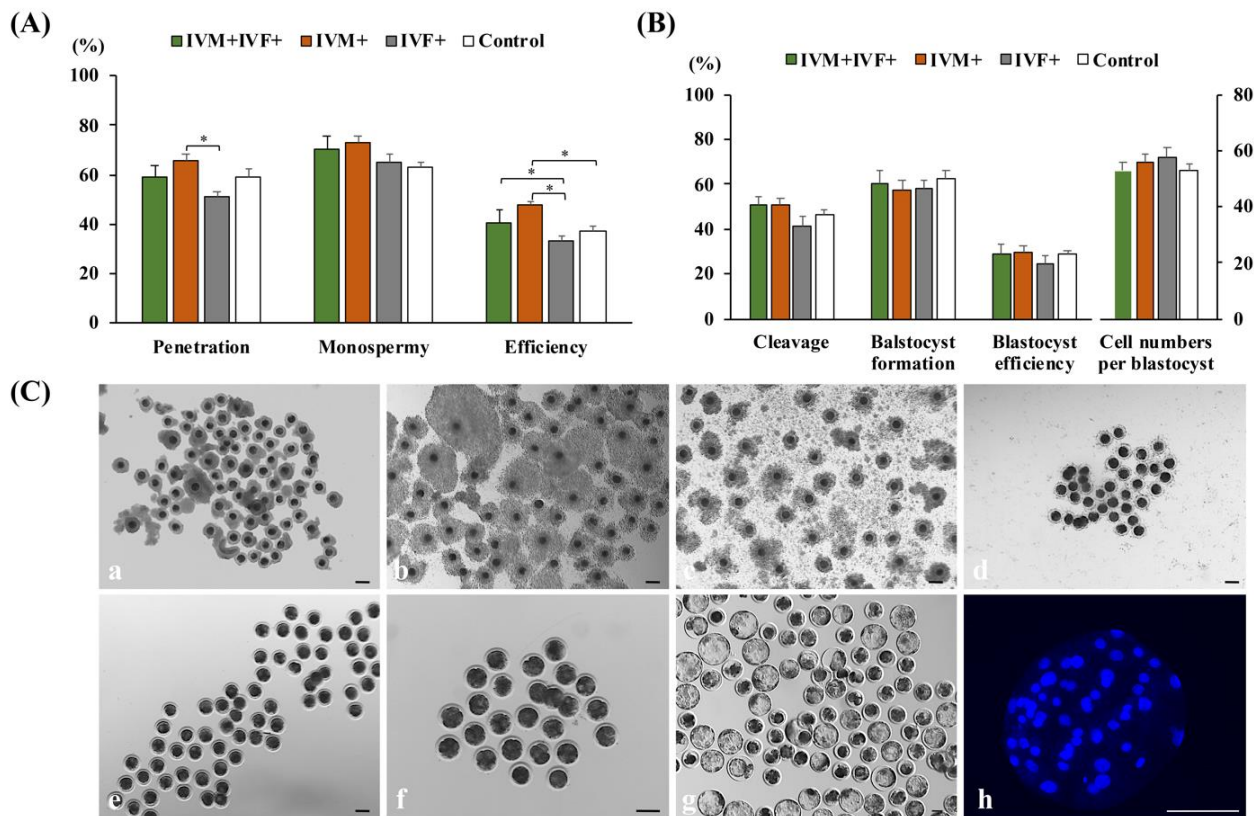 (A)
(%)
IVM+IVF+ IVM+ IVF+ Control
100
80
60
40
20
0
*
*
*
*
Penetration Monospermy Efficiency
(B)
(%)
IVM+IVF+ IVM+ IVF+ Control
100
80
60
40
20
0
80
60
40
20
0
Cleavage Balstocyst Blastocyst Cell numbers
formation efficiency per blastocyst
(C)
a b c d
e f g h